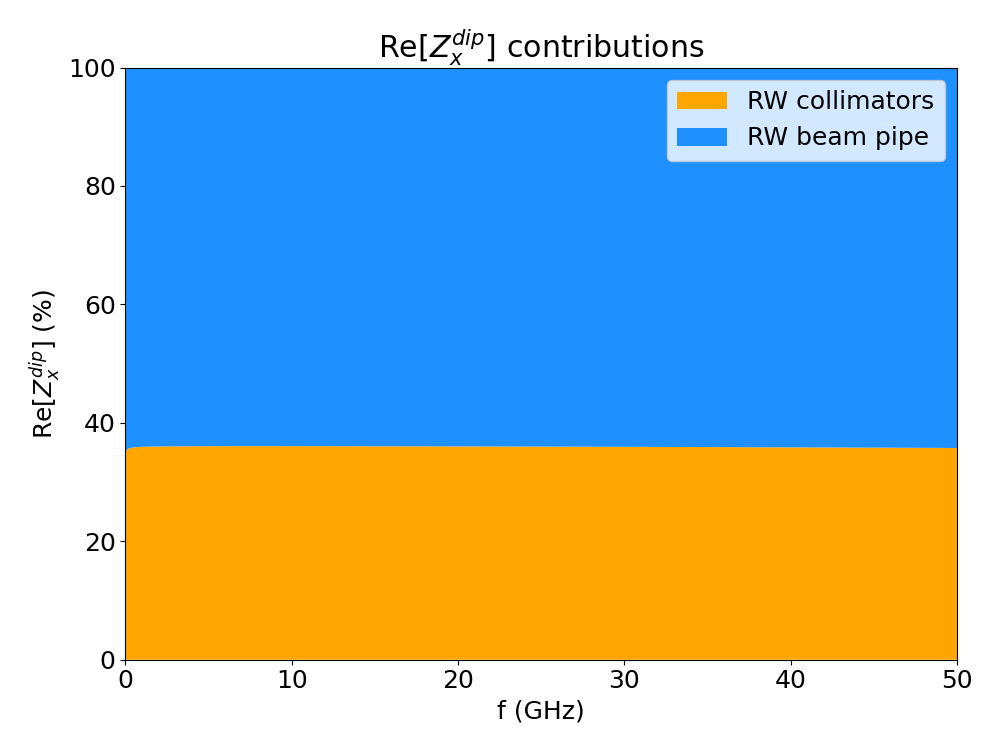 Re[$Z_x^{dip}$] contributions
RW collimators
RW beam pipe
Re[$Z_x^{dip}$] (%)
100
80
60
40
20
0
0 10 20 30 40 50
f (GHz)